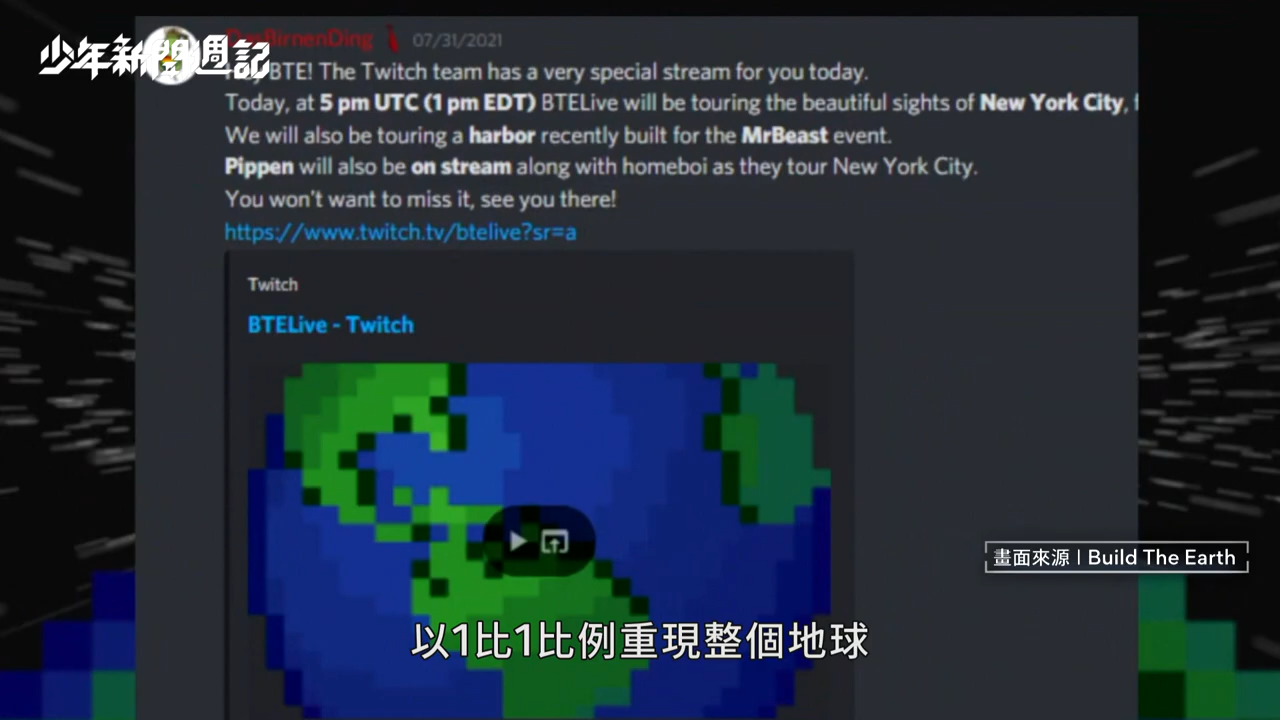 少年新聞週記
DasBirnenDing 07/31/2021
BTE! The Twitch team has a very special stream for you today.
Today, at 5 pm UTC (1 pm EDT) BTELive will be touring the beautiful sights of New York City,
We will also be touring a harbor recently built for the MrBeast event.
Pippen will also be on stream along with homeboi as they tour New York City.
You won't want to miss it, see you there!
https://www.twitch.tv/btelive?sr=a
Twitch
BTELive - Twitch
畫面來源 | Build The Earth
以1比1比例重現整個地球